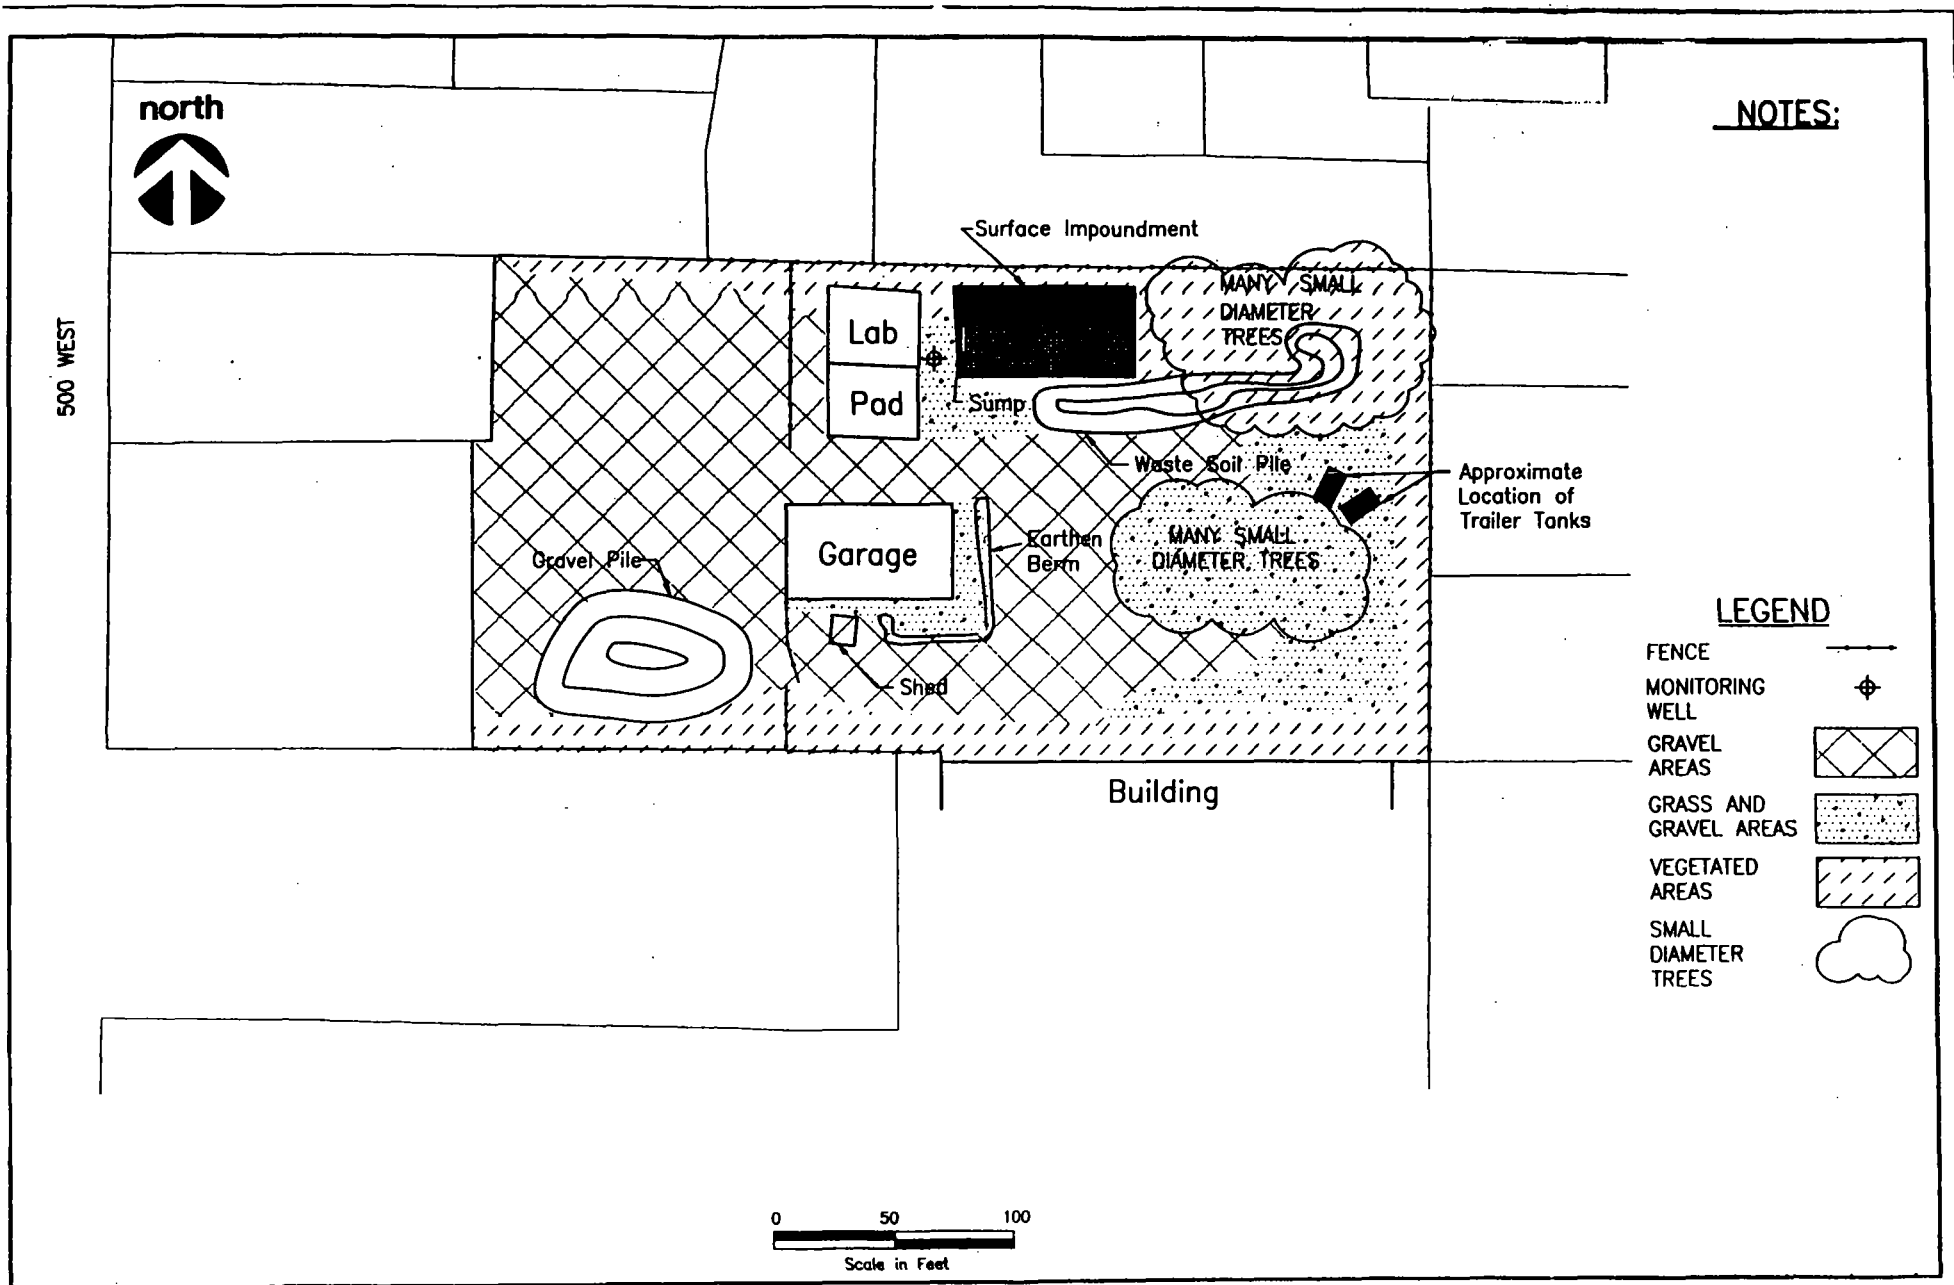 north
NOTES:
Surface Impoundment
MANY SMALL
DIAMETER
TREES
500 WEST
Lab
Pad
Sump
Waste Soil Pile
Approximate
Location of
Trailer Tanks
Garage
Earthen
Berm
MANY SMALL
DIAMETER TREES
Gravel Pile
Shed
Building
LEGEND
FENCE
MONITORING
WELL
GRAVEL
AREAS
GRASS AND
GRAVEL AREAS
VEGETATED
AREAS
SMALL
DIAMETER
TREES
0 50 100
Scale in Feet